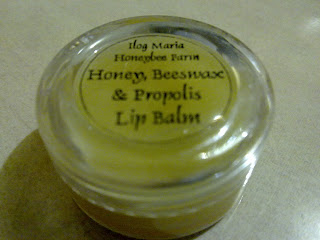 Ilog Maria
Honeybee Farm
Honey, Beeswax
& Propolis
Lip Balm